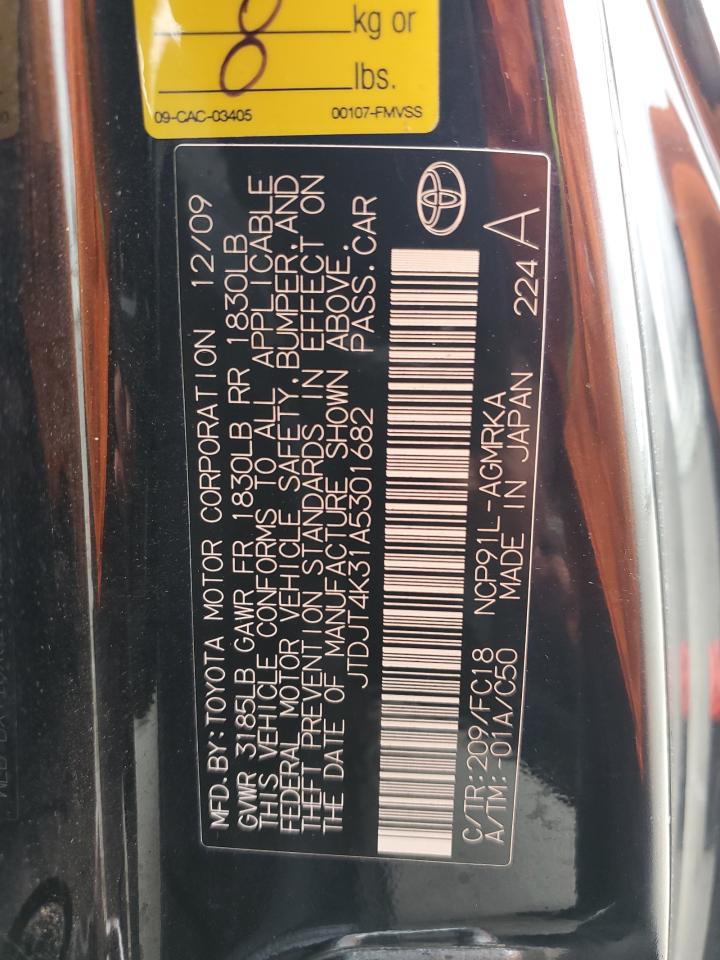 kg or
lbs.
09-CAC-03405 00107-FMVSS
MFD. BY: TOYOTA MOTOR CORPORATION 12/09
GVWR 3185LB GAWR FR 1830LB RR 1830LB
THIS VEHICLE CONFORMS TO ALL APPLICABLE
FEDERAL MOTOR VEHICLE SAFETY, BUMPER, AND
THEFT PREVENTION STANDARDS IN EFFECT ON
THE DATE OF MANUFACTURE SHOWN ABOVE.
JTDJT4K31A5301682 PASS. CAR
C/TR: 209/FC18 NCP91L-AGMRKA
A/TM: -01A/C50 MADE IN JAPAN 224 A